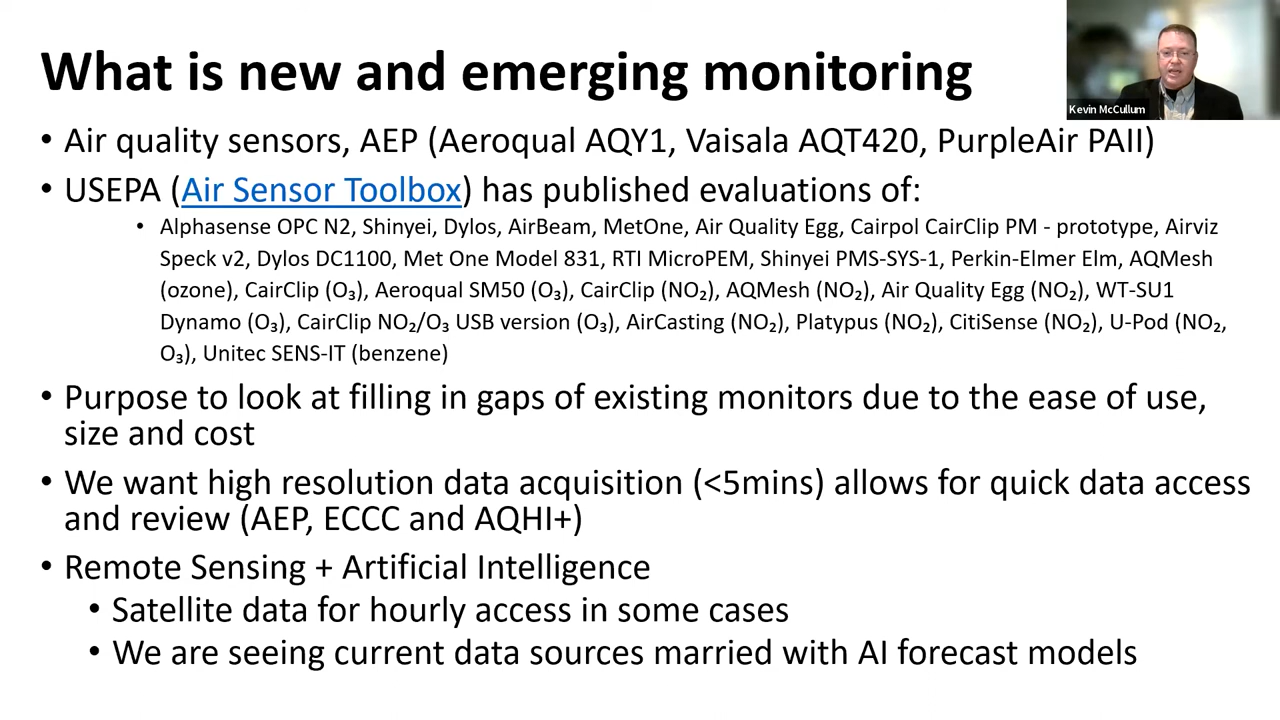 What is new and emerging monitoring
Kevin McCullum
• Air quality sensors, AEP (Aeroqual AQY1, Vaisala AQT420, PurpleAir PAII)
• USEPA (Air Sensor Toolbox) has published evaluations of:
• Alphasense OPC N2, Shinyei, Dylos, AirBeam, MetOne, Air Quality Egg, Cairpol CairClip PM - prototype, Airviz
Speck v2, Dylos DC1100, Met One Model 831, RTI MicroPEM, Shinyei PMS-SYS-1, Perkin-Elmer Elm, AQMesh
(ozone), CairClip (O₃), Aeroqual SM50 (O₃), CairClip (NO₂), AQMesh (NO₂), Air Quality Egg (NO₂), WT-SU1
Dynamo (O₃), CairClip NO₂/O₃ USB version (O₃), AirCasting (NO₂), Platypus (NO₂), CitiSense (NO₂), U-Pod (NO₂,
O₃), Unitec SENS-IT (benzene)
• Purpose to look at filling in gaps of existing monitors due to the ease of use,
size and cost
• We want high resolution data acquisition (<5mins) allows for quick data access
and review (AEP, ECCC and AQHI+)
• Remote Sensing + Artificial Intelligence
• Satellite data for hourly access in some cases
• We are seeing current data sources married with AI forecast models